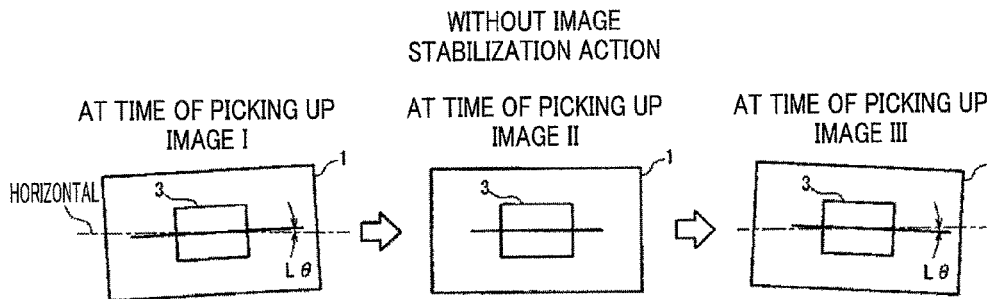 WITHOUT IMAGE
STABILIZATION ACTION
AT TIME OF PICKING UP
IMAGE I
AT TIME OF PICKING UP
IMAGE II
AT TIME OF PICKING UP
IMAGE III
HORIZONTAL
3
1
L θ
3
1
3
L θ